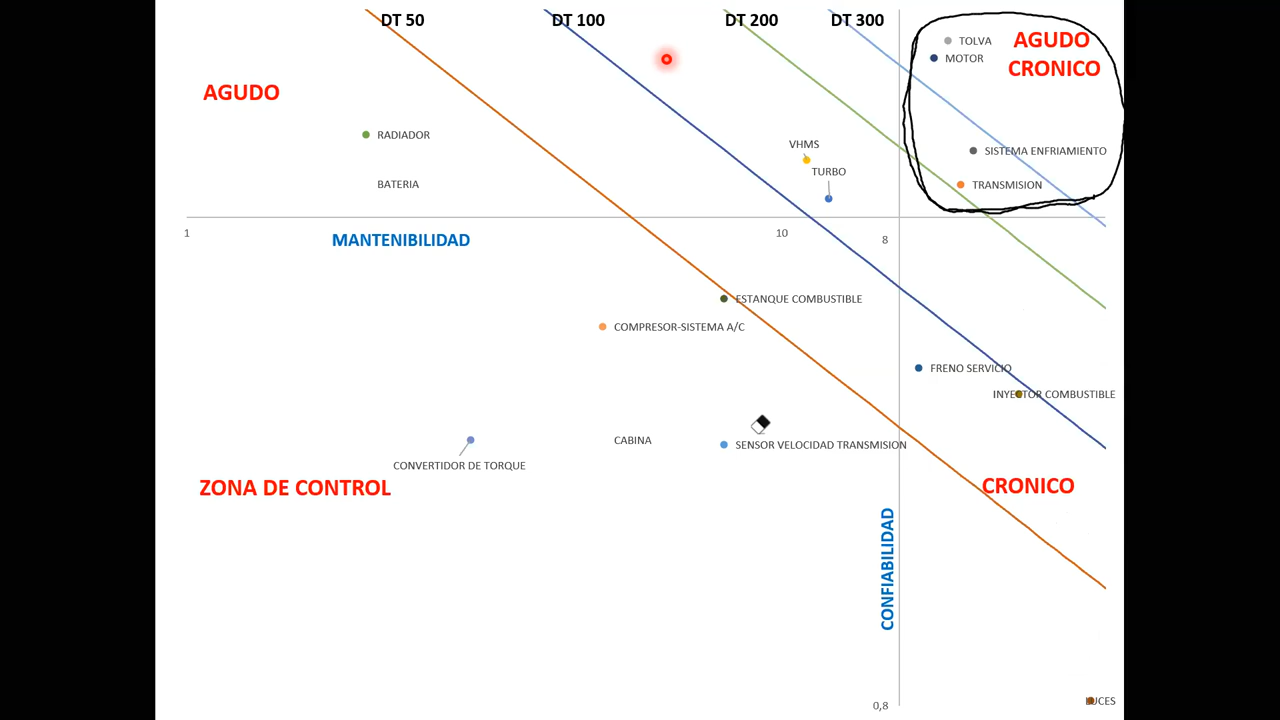 DT 50
DT 100
DT 200
DT 300
TOLVA
AGUDO
CRONICO
MOTOR
AGUDO
RADIADOR
VHMS
SISTEMA ENFRIAMIENTO
TURBO
BATERIA
TRANSMISION
1
MANTENIBILIDAD
10
8
ESTANQUE COMBUSTIBLE
COMPRESOR-SISTEMA A/C
FRENO SERVICIO
INYECTOR COMBUSTIBLE
CABINA
SENSOR VELOCIDAD TRANSMISION
CONVERTIDOR DE TORQUE
ZONA DE CONTROL
CRONICO
CONFIABILIDAD
LUCES
0,8